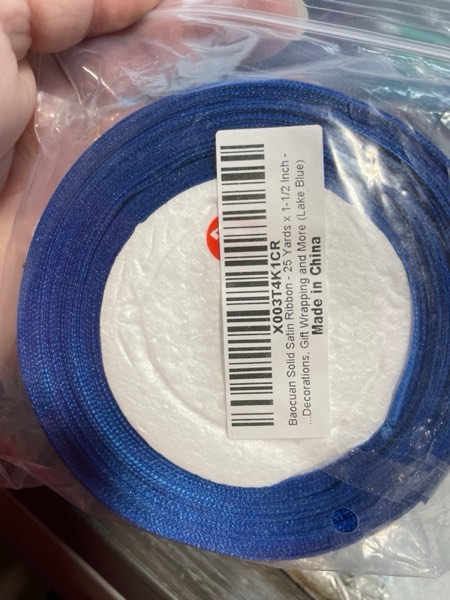 X003T4K1CR
Baocuan Solid Satin Ribbon - 25 Yards x 1-1/2 Inch -
...Decorations, Gift Wrapping and More (Lake Blue)
Made in China